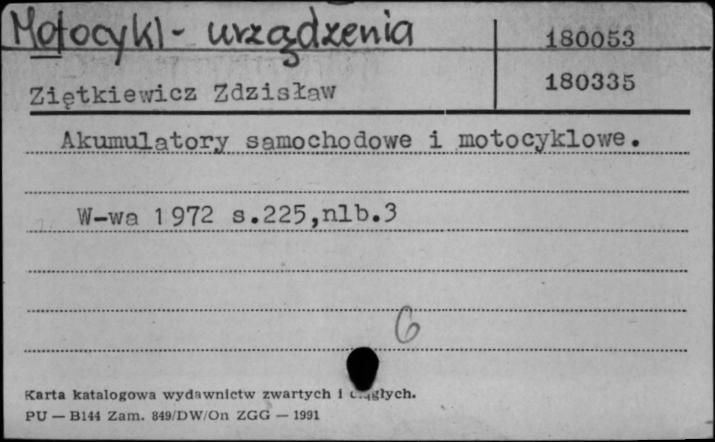 Motocykl - urządzenia
180053
Ziętkiewicz Zdzisław
180335
Akumulatory samochodowe i motocyklowe.
W-wa 1972 s.225,nlb.3
6
Karta katalogowa wydawnictw zwartych i
PU — B144 Zam. 849/DW/On ZGG — 1991